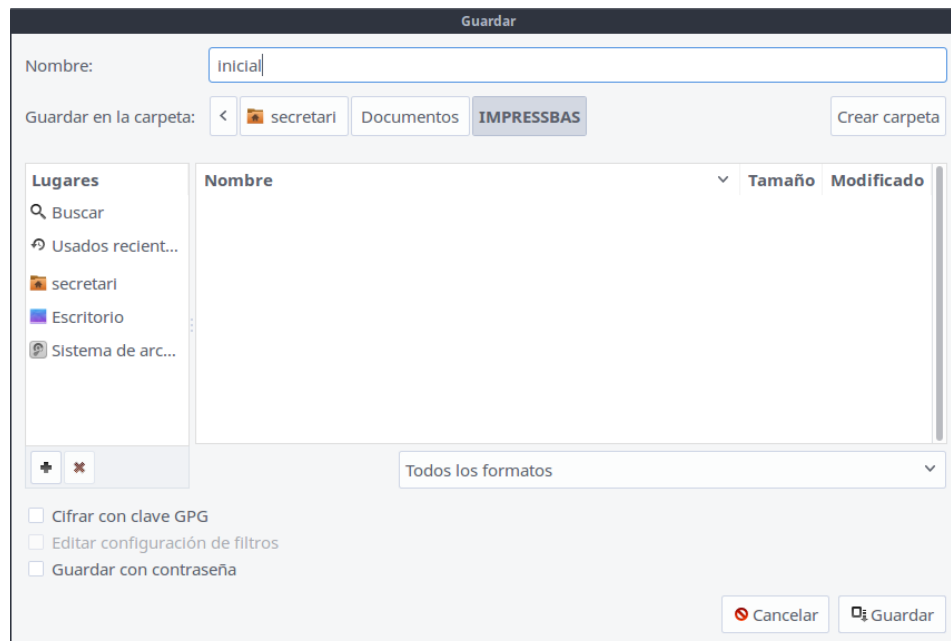 Guardar
Nombre: inicial
Guardar en la carpeta: < secretari Documentos IMPRESSBAS Crear carpeta
Lugares
Buscar
Usados recient...
secretari
Escritorio
Sistema de arc...
Nombre Tamaño Modificado
Todos los formatos
Cifrar con clave GPG
Editar configuración de filtros
Guardar con contraseña
Cancelar Guardar